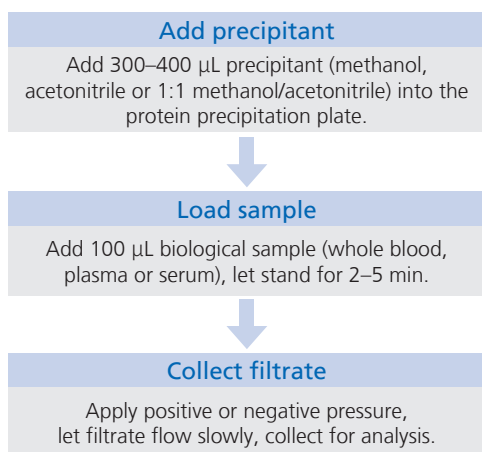 Add precipitant
Add 300–400 μL precipitant (methanol,
acetonitrile or 1:1 methanol/acetonitrile) into the
protein precipitation plate.
Load sample
Add 100 μL biological sample (whole blood,
plasma or serum), let stand for 2–5 min.
Collect filtrate
Apply positive or negative pressure,
let filtrate flow slowly, collect for analysis.